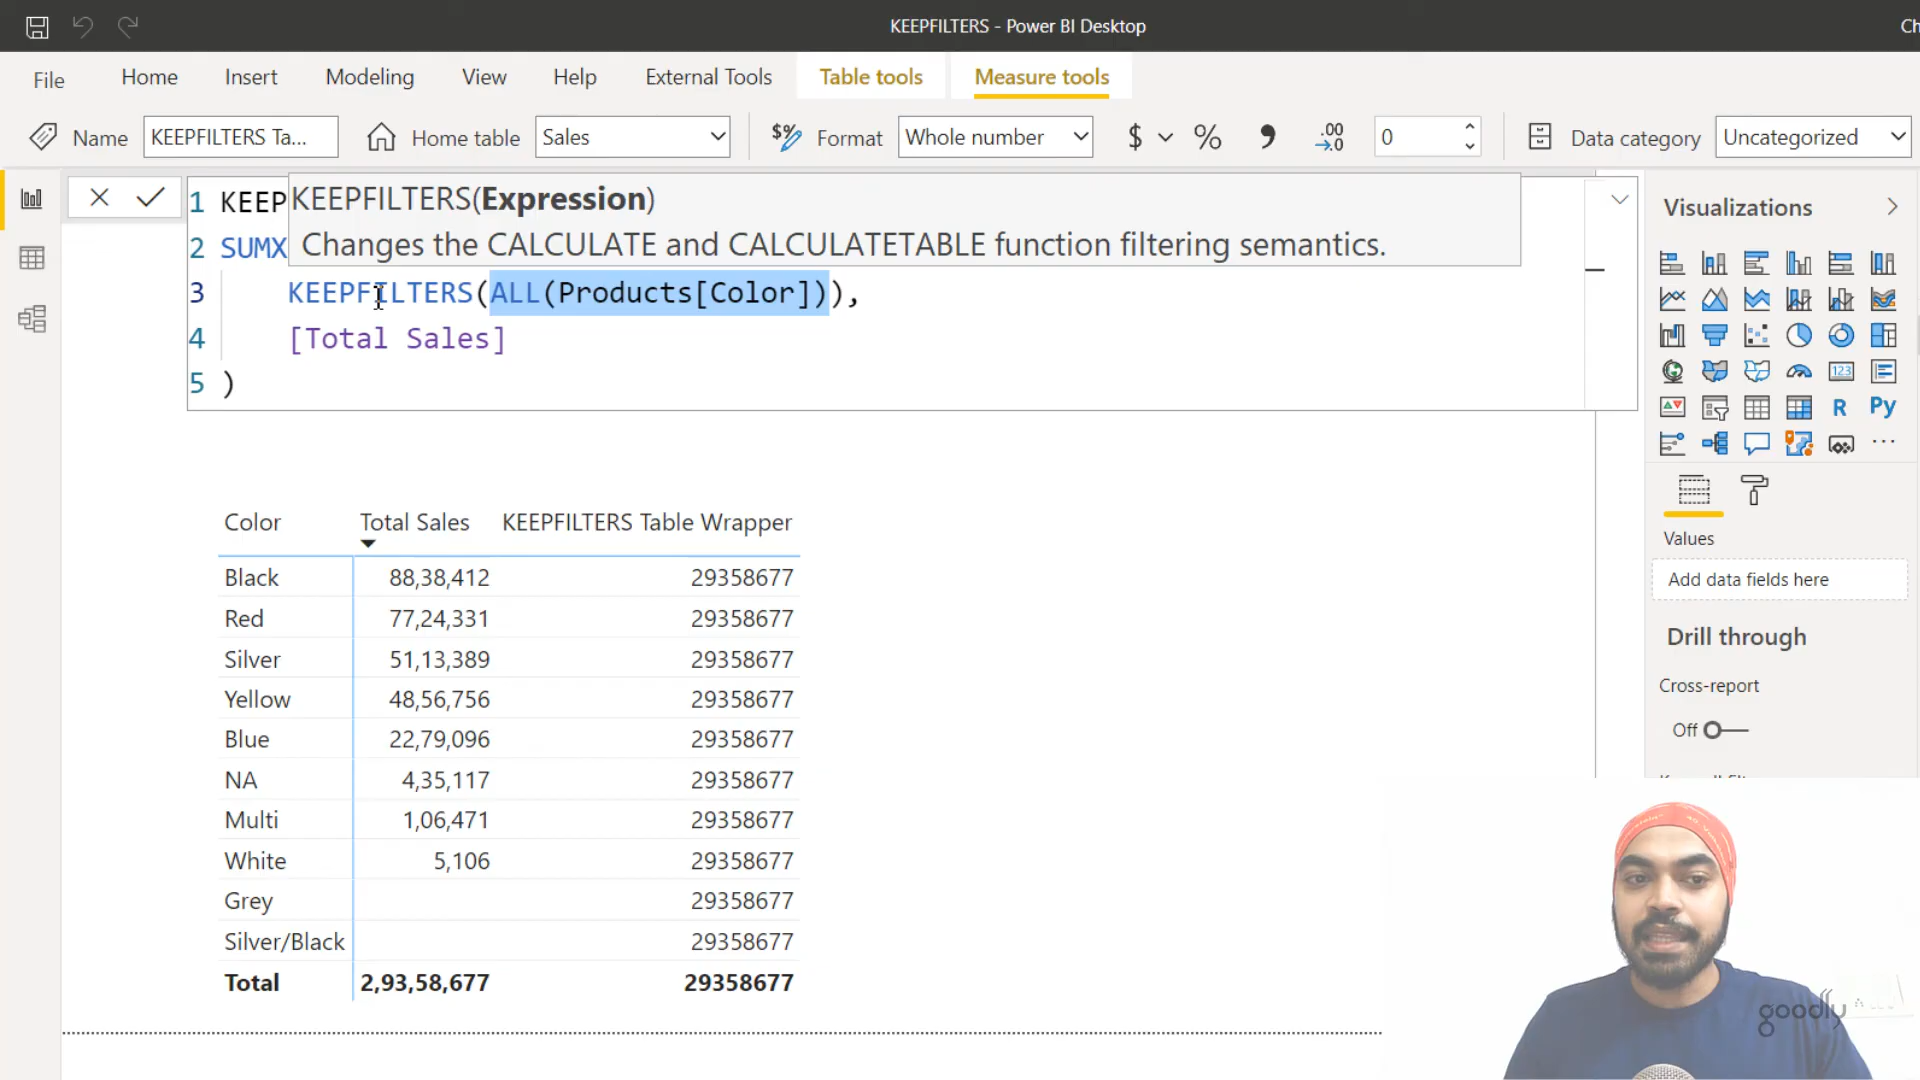 KEEPFILTERS - Power BI Desktop
Ch
File Home Insert Modeling View Help External Tools Table tools Measure tools
Name KEEPFILTERS Ta... Home table Sales Format Whole number $ % 9 .00 →.0 0 Data category Uncategorized
1 KEEP
KEEPFILTERS(Expression)
2 SUMX
Changes the CALCULATE and CALCULATETABLE function filtering semantics.
3 KEEPFILTERS(ALL(Products[Color])),
4 [Total Sales]
5 )
Color Total Sales KEEPFILTERS Table Wrapper
Black 88,38,412 29358677
Red 77,24,331 29358677
Silver 51,13,389 29358677
Yellow 48,56,756 29358677
Blue 22,79,096 29358677
NA 4,35,117 29358677
Multi 1,06,471 29358677
White 5,106 29358677
Grey 29358677
Silver/Black 29358677
Total 2,93,58,677 29358677
Visualizations
123
R Py
Values
Add data fields here
Drill through
Cross-report
Off
goodly